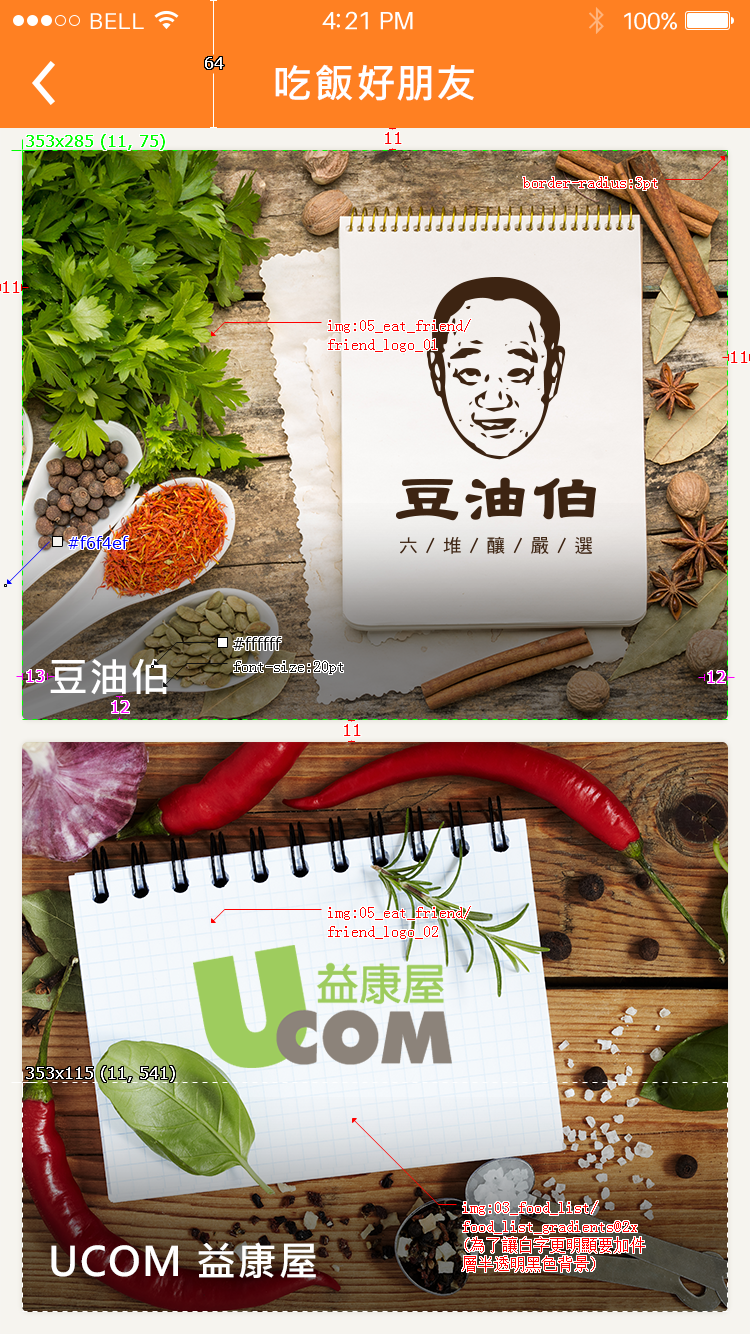 BELL 4:21 PM 100%
64
吃飯好朋友
353x285 (11, 75)
11
border-radius:3pt
11
img:05_eat_friend/
friend_logo_01
11
豆油伯
六/堆/釀/嚴/選
#f6f4ef
#ffffff
font-size:20pt
13
豆油伯
12
12
11
img:05_eat_friend/
friend_logo_02
益康屋
UCOM
353x115 (11, 541)
img:03_food_list/
food_list_gradients@2x
(為了讓白字更明顯要加件
層半透明黑色背景)
UCOM 益康屋